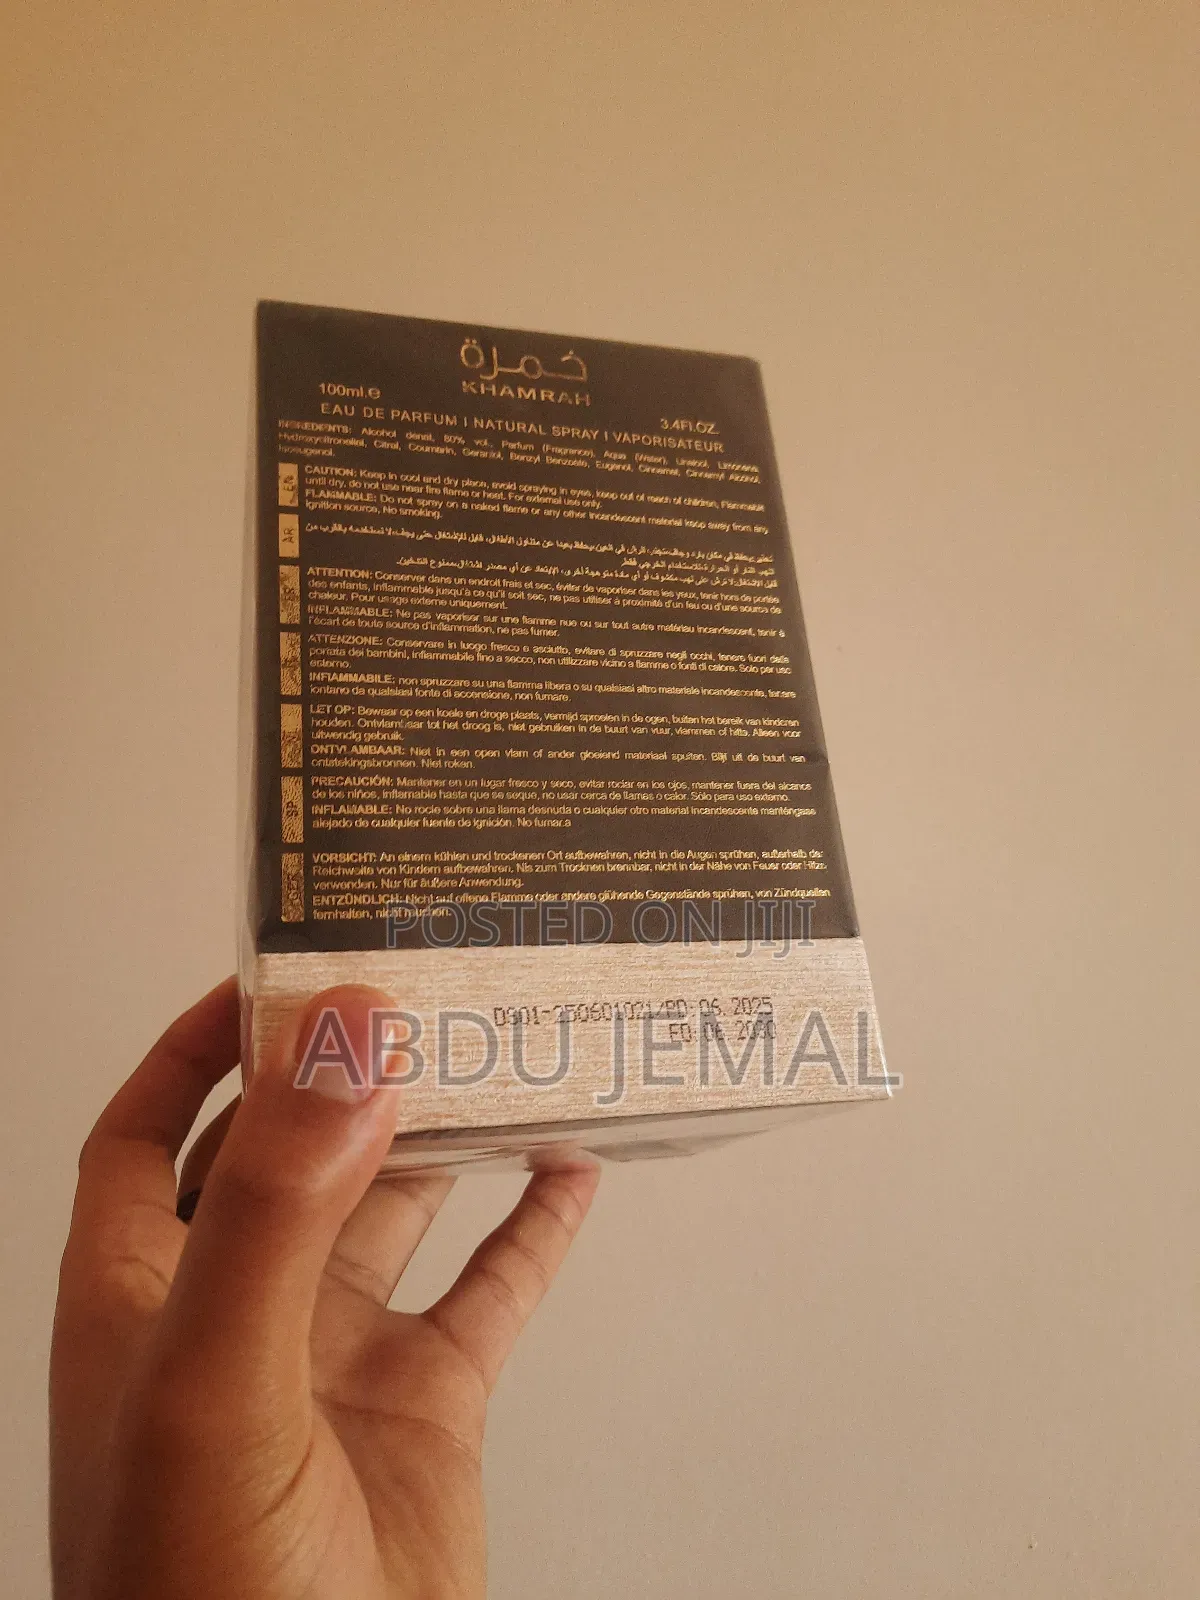 خمرة
KHAMRAH
100ml.e
3.4Fl.OZ.
EAU DE PARFUM I NATURAL SPRAY I VAPORISATEUR
INGREDIENTS: Alcohol denat, 80% vol., Parfum (Fragrance), Aqua (Water), Linalool, Limonene,
Hydroxycitronellal, Citral, Coumarin, Geraniol, Benzyl Benzoate, Eugenol, Cinnamal, Cinnamyl Alcohol,
Isoeugenol.
EN
CAUTION: Keep in cool and dry place, avoid spraying in eyes, keep out of reach of children, Flammable
until dry, do not use near fire flame or heat. For external use only.
FLAMMABLE: Do not spray on a naked flame or any other incandescent material keep away from any
ignition source, No smoking.
AR
ATTENTION: Conserver dans un endroit frais et sec, éviter de vaporiser dans les yeux, tenir hors de portée
des enfants, inflammable jusqu'à ce qu'il soit sec, ne pas utiliser à proximité d'un feu ou d'une source de
chaleur. Pour usage externe uniquement.
INFLAMMABLE: Ne pas vaporiser sur une flamme nue ou sur tout autre matériau incandescent, tenir à
l'écart de toute source d'inflammation, ne pas fumer.
ATTENZIONE: Conservare in luogo fresco e asciutto, evitare di spruzzare negli occhi, tenere fuori dalla
portata dei bambini, infiammabile fino a secco, non utilizzare vicino a fiamme o fonti di calore. Solo per uso
esterno.
INFIAMMABILE: non spruzzare su una fiamma libera o su qualsiasi altro materiale incandescente, tenere
lontano da qualsiasi fonte di accensione, non fumare.
LET OP: Bewaar op een koele en droge plaats, vermijd sproeien in de ogen, buiten het bereik van kinderen
houden. Ontvlambaar tot het droog is, niet gebruiken in de buurt van vuur, vlammen of hitte. Alleen voor
uitwendig gebruik.
ONTVLAMBAAR: Niet in een open vlam of ander gloeiend materiaal spuiten. Blijf uit de buurt van
ontstekingsbronnen. Niet roken.
SP
PRECAUCIÓN: Mantener en un lugar fresco y seco, evitar rociar en los ojos, mantener fuera del alcance
de los niños, inflamable hasta que se seque, no usar cerca de llamas o calor. Sólo para uso externo.
INFLAMABLE: No rocíe sobre una llama desnuda o cualquier otro material incandescente manténgase
alejado de cualquier fuente de ignición. No fumar.a
GER
VORSICHT: An einem kühlen und trockenen Ort aufbewahren, nicht in die Augen sprühen, außerhalb der
Reichweite von Kindern aufbewahren. Nis zum Trocknen brennbar, nicht in der Nähe von Feuer oder Hitze
verwenden. Nur für äußere Anwendung.
ENTZÜNDLICH: Nicht auf offene Flamme oder andere glühende Gegenstände sprühen, von Zündquellen
fernhalten, nicht rauchen.
POSTED ON JIJI
D901-250601021/PD: 06.2025
ED: 06.2030
ABDU JEMAL